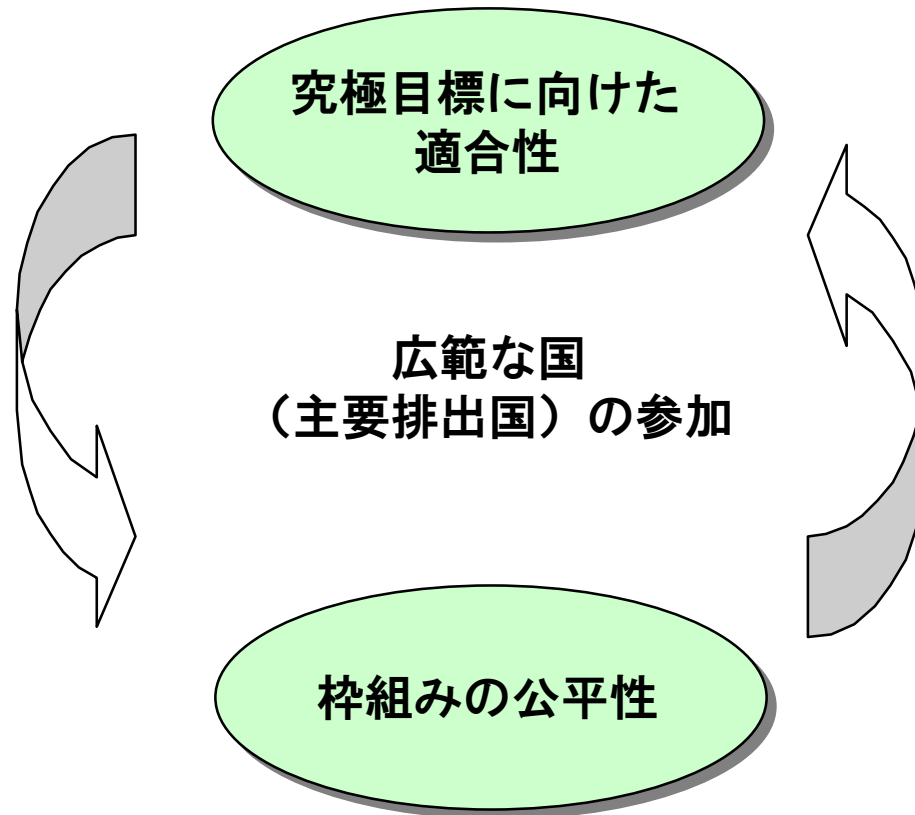 究極目標に向けた
適合性
広範な国
（主要排出国）の参加
枠組みの公平性